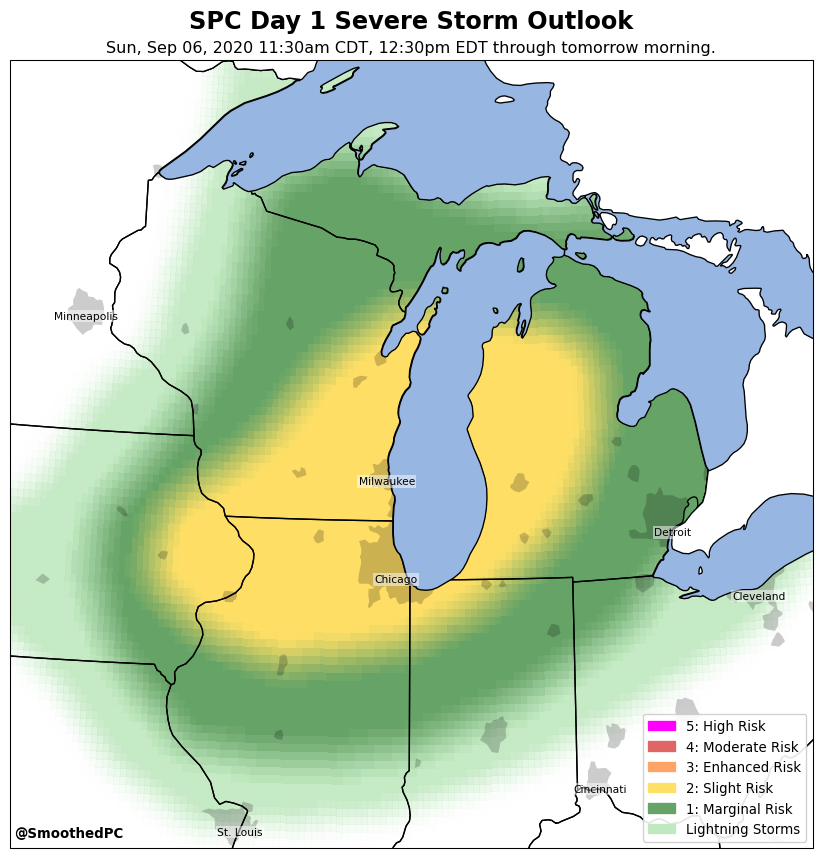 SPC Day 1 Severe Storm Outlook
Sun, Sep 06, 2020 11:30am CDT, 12:30pm EDT through tomorrow morning.
Minneapolis
Milwaukee
Detroit
Chicago
Cleveland
5: High Risk
4: Moderate Risk
3: Enhanced Risk
2: Slight Risk
1: Marginal Risk
Lightning Storms
Cincinnati
St. Louis
@SmoothedPC